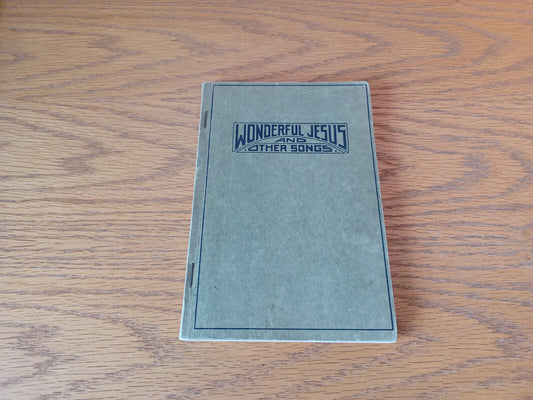 WONDERFUL JESUS
AND
OTHER SONGS